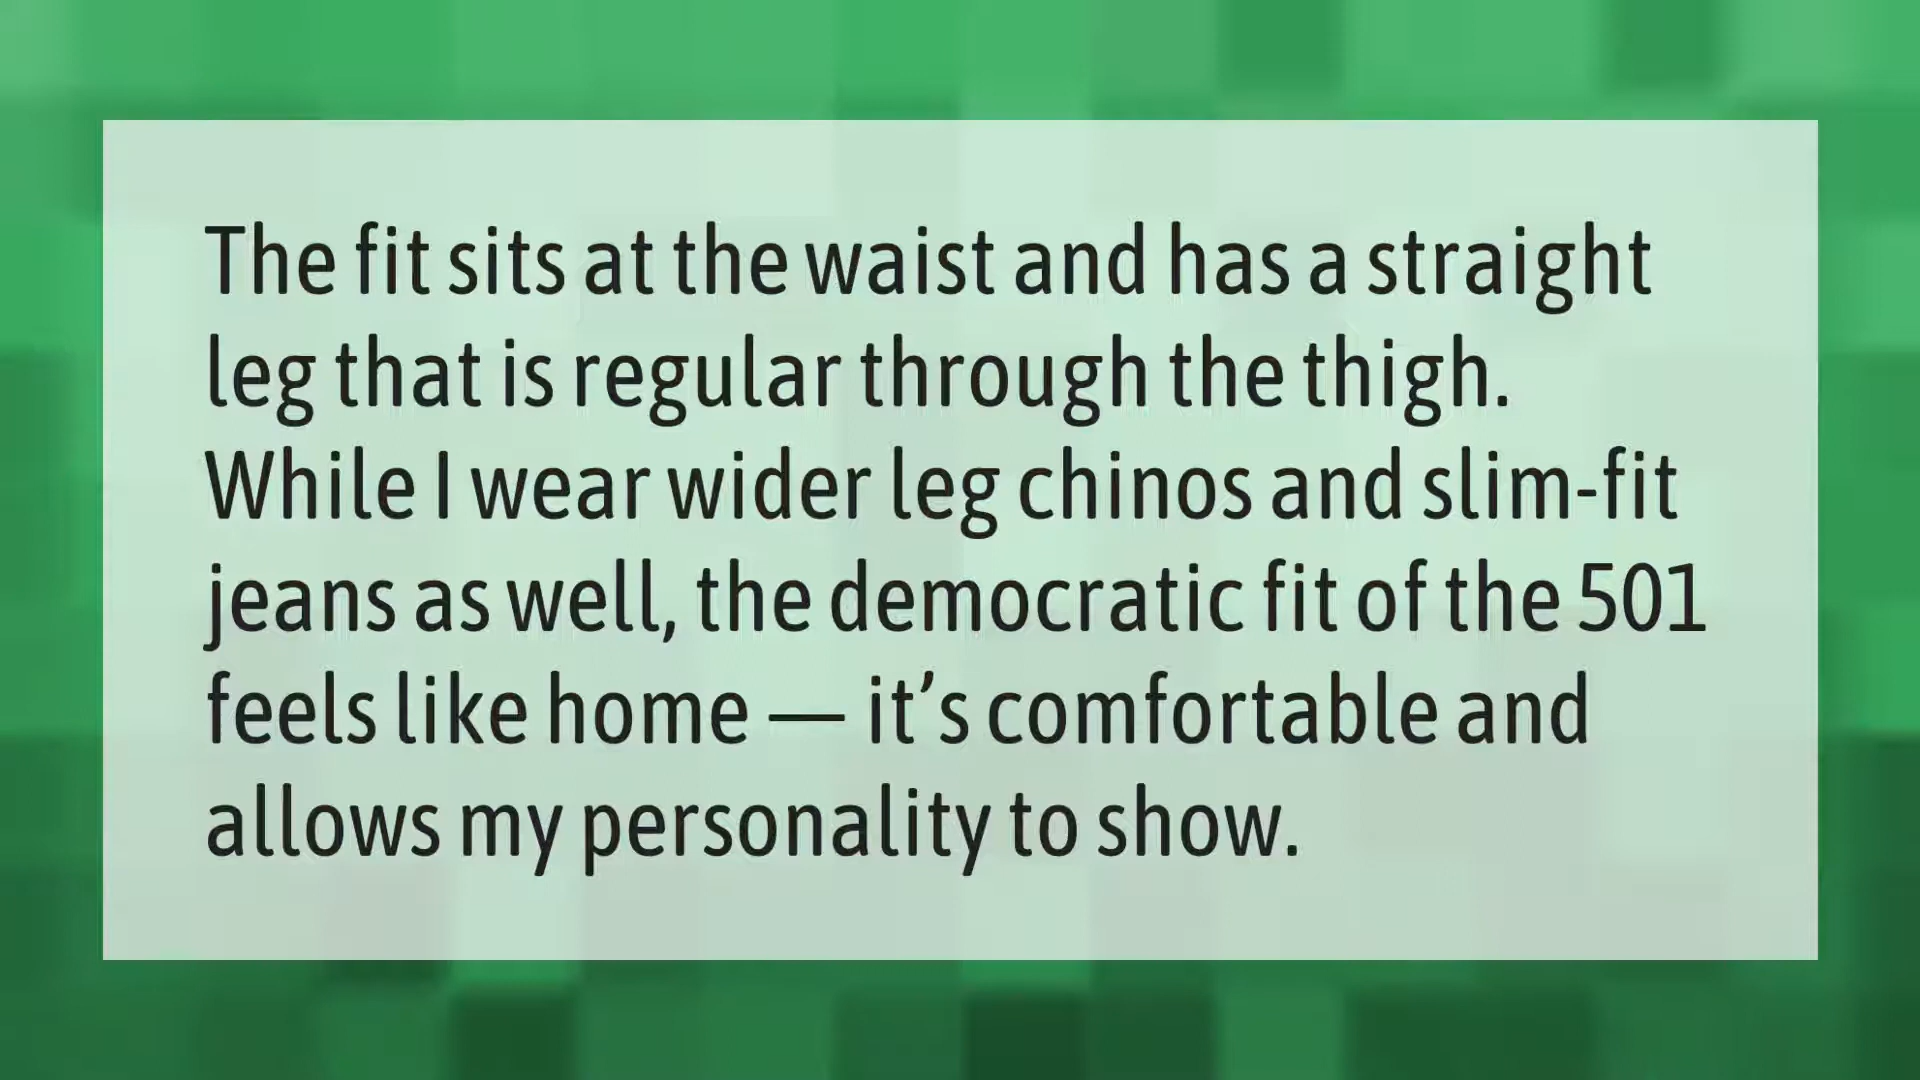 The fit sits at the waist and has a straight
leg that is regular through the thigh.
While I wear wider leg chinos and slim-fit
jeans as well, the democratic fit of the 501
feels like home — it’s comfortable and
allows my personality to show.